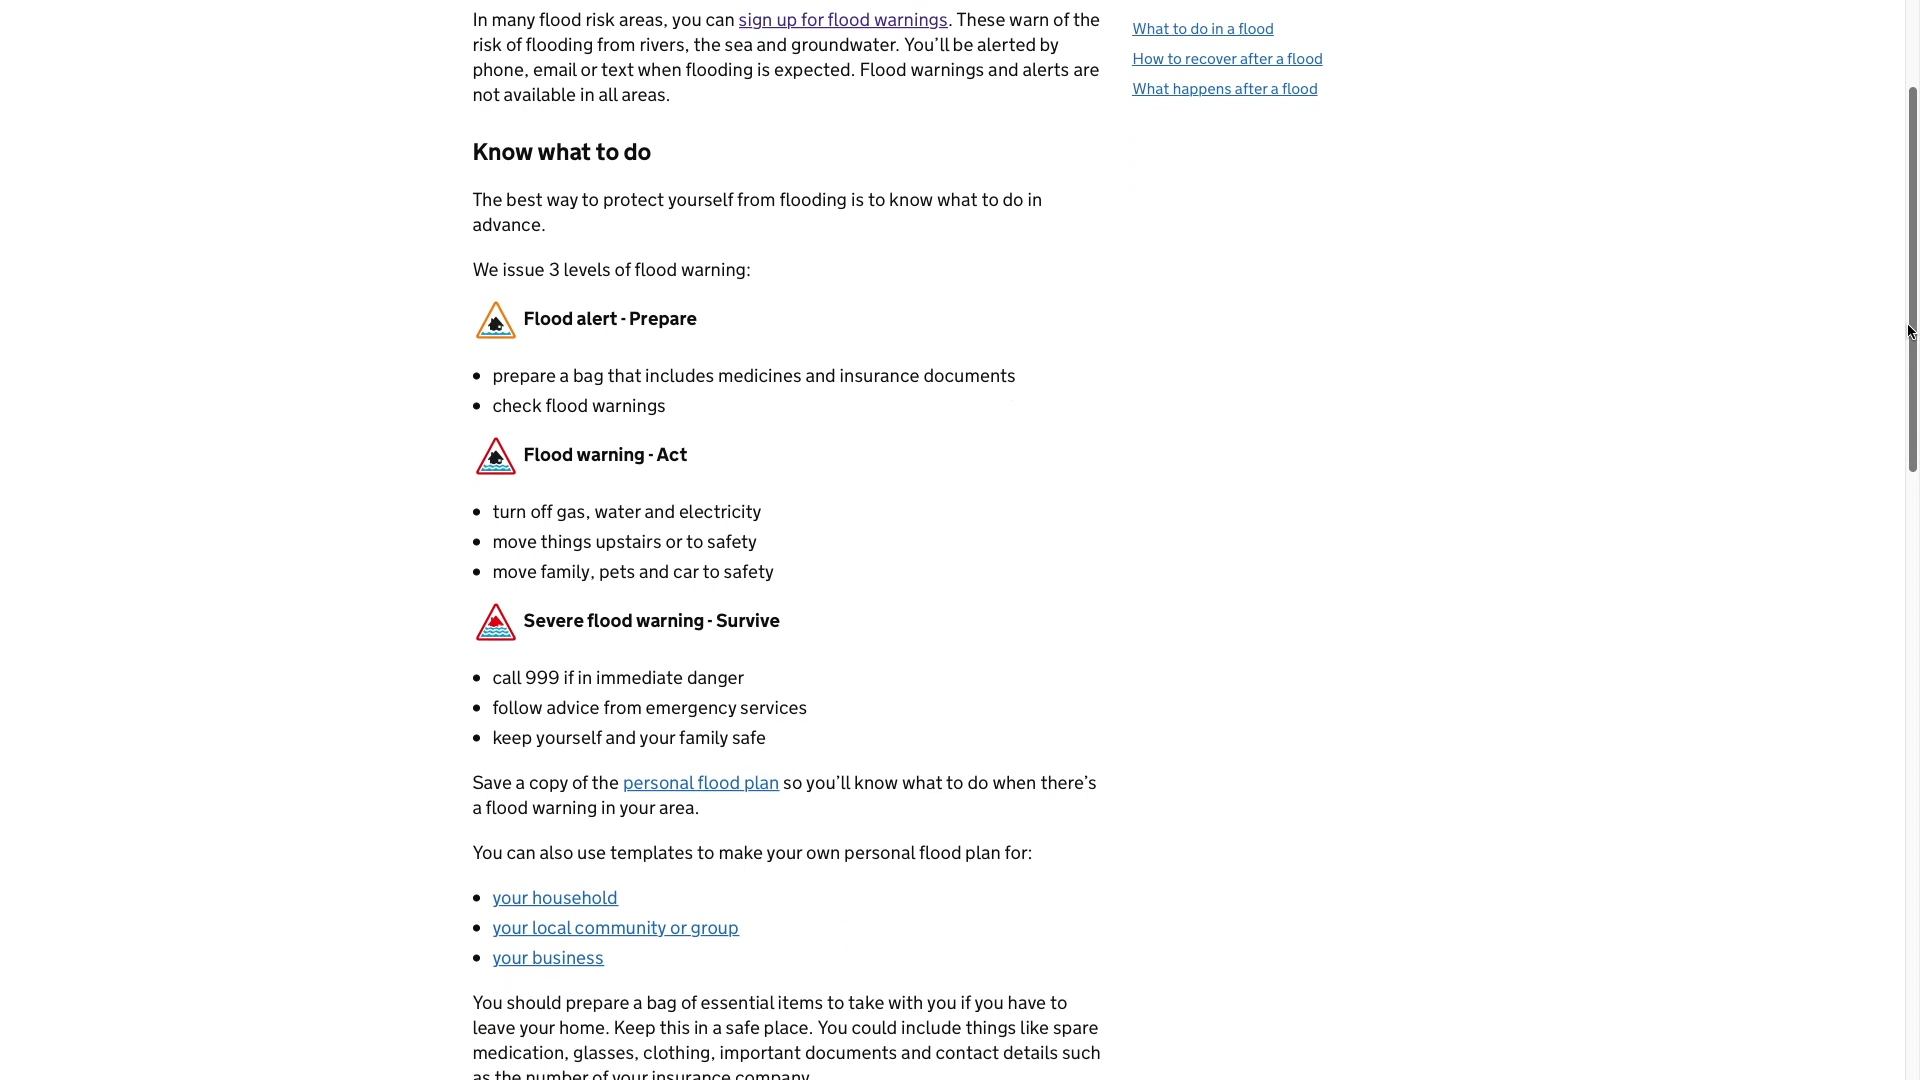 In many flood risk areas, you can sign up for flood warnings. These warn of the
risk of flooding from rivers, the sea and groundwater. You’ll be alerted by
phone, email or text when flooding is expected. Flood warnings and alerts are
not available in all areas.
What to do in a flood
How to recover after a flood
What happens after a flood
Know what to do
The best way to protect yourself from flooding is to know what to do in
advance.
We issue 3 levels of flood warning:
Flood alert - Prepare
• prepare a bag that includes medicines and insurance documents
• check flood warnings
Flood warning - Act
• turn off gas, water and electricity
• move things upstairs or to safety
• move family, pets and car to safety
Severe flood warning - Survive
• call 999 if in immediate danger
• follow advice from emergency services
• keep yourself and your family safe
Save a copy of the personal flood plan so you’ll know what to do when there’s
a flood warning in your area.
You can also use templates to make your own personal flood plan for:
• your household
• your local community or group
• your business
You should prepare a bag of essential items to take with you if you have to
leave your home. Keep this in a safe place. You could include things like spare
medication, glasses, clothing, important documents and contact details such
as the number of your insurance company.